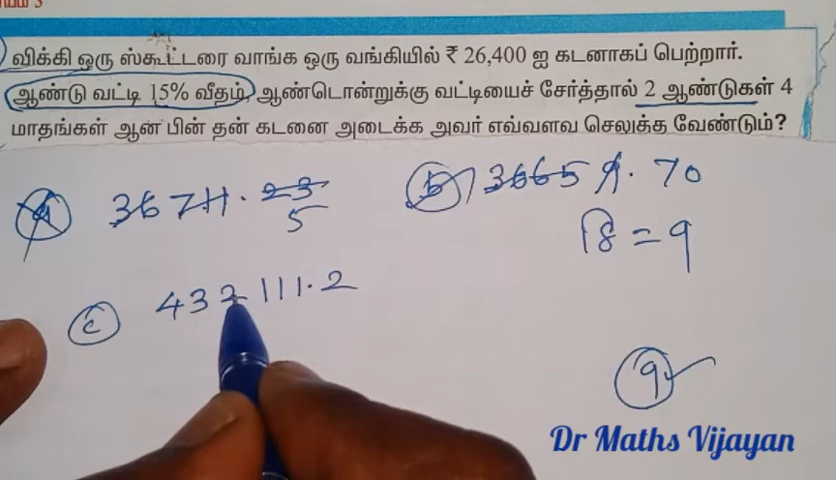 விக்கி ஒரு ஸ்கூட்டரை வாங்க ஒரு வங்கியில் ₹ 26,400 ஐ கடனாகப் பெற்றார்.
ஆண்டு வட்டி 15% வீதம், ஆண்டொன்றுக்கு வட்டியைச் சேர்த்தால் 2 ஆண்டுகள் 4
மாதங்கள் ஆன பின் தன் கடனை அடைக்க அவர் எவ்வளவு செலுத்த வேண்டும்?
a 36711.23
5
b 36659.70
தி = 9
c 432111.2
9
Dr Maths Vijayan